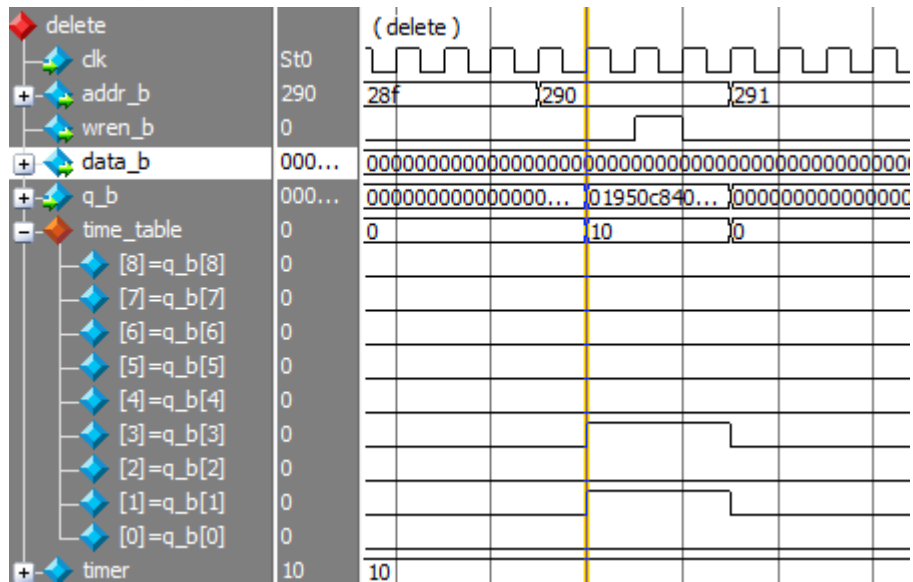 delete ( delete )
clk St0
addr_b 290 28f 290 291
wren_b 0
data_b 000... 00000000000000000000000000000000000000000000000000
q_b 000... 000000000000000... 01950c840... 0000000000000000
time_table 0 0 10 0
[8]=q_b[8] 0
[7]=q_b[7] 0
[6]=q_b[6] 0
[5]=q_b[5] 0
[4]=q_b[4] 0
[3]=q_b[3] 0
[2]=q_b[2] 0
[1]=q_b[1] 0
[0]=q_b[0] 0
timer 10 10